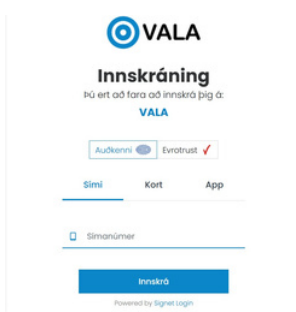 VALA
Innskráning
Þú ert að fara að innskrá þig á:
VALA
Auðkenni Evrotrust
Sími Kort App
Símanúmer
Innskrá
Powered by Signet Login